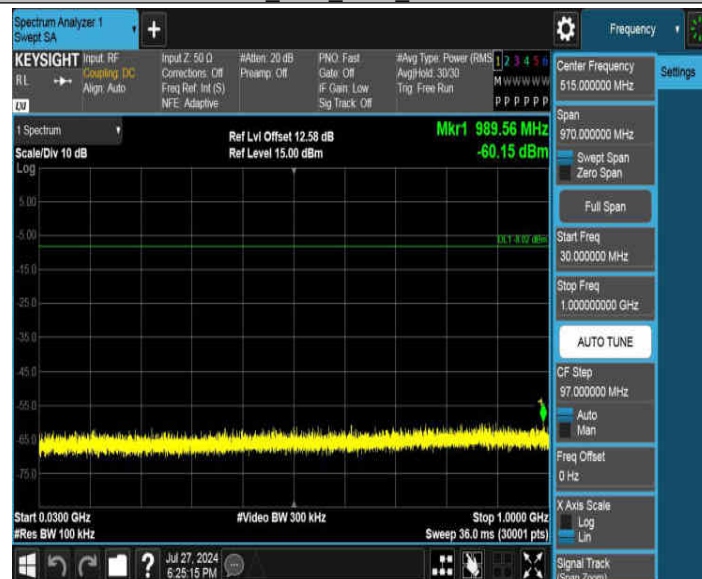 Spectrum Analyzer 1
Swept SA
+
Frequency
KEYSIGHT
RL
Input: RF
Coupling: DC
Align: Auto
Input Z: 50 Ω
Corrections: Off
Freq Ref: Int (S)
NFE: Adaptive
#Atten: 20 dB
Preamp: Off
PNO: Fast
Gate: Off
IF Gain: Low
Sig Track: Off
#Avg Type: Power (RMS
Avg|Hold: 30/30
Trig: Free Run
1 2 3 4 5 6
M W W W W W
P P P P P P
1 Spectrum
Scale/Div 10 dB
Ref Lvl Offset 12.58 dB
Ref Level 15.00 dBm
Mkr1 989.56 MHz
-60.15 dBm
Log
5.00
-5.00
DL1 -8.02 dBm
-15.0
-25.0
-35.0
-45.0
-55.0
-65.0
-75.0
Start 0.0300 GHz
#Res BW 100 kHz
#Video BW 300 kHz
Stop 1.0000 GHz
Sweep 36.0 ms (30001 pts)
Jul 27, 2024
6:25:15 PM
Settings
Center Frequency
515.000000 MHz
Span
970.000000 MHz
Swept Span
Zero Span
Full Span
Start Freq
30.000000 MHz
Stop Freq
1.000000000 GHz
AUTO TUNE
CF Step
97.000000 MHz
Auto
Man
Freq Offset
0 Hz
X Axis Scale
Log
Lin
Signal Track
(Span Zoom)